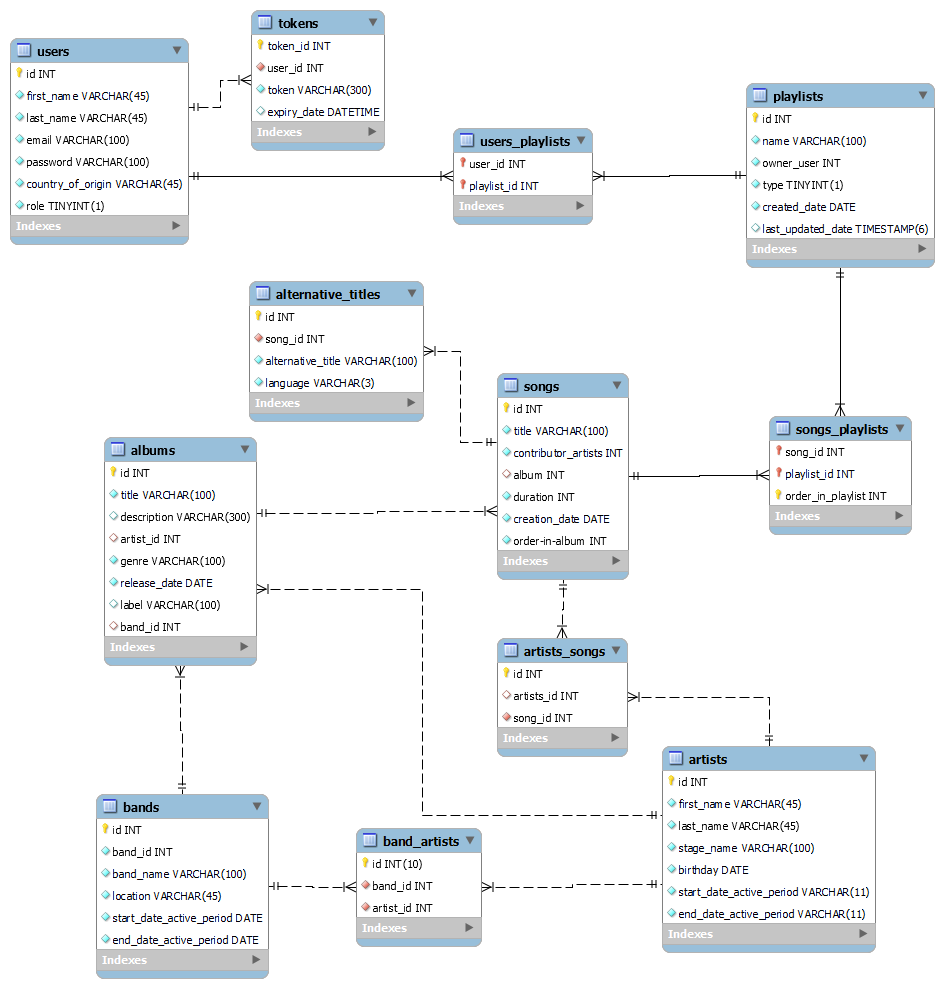 tokens
token_id INT
user_id INT
token VARCHAR(300)
expiry_date DATETIME
Indexes
users
id INT
first_name VARCHAR(45)
last_name VARCHAR(45)
email VARCHAR(100)
password VARCHAR(100)
country_of_origin VARCHAR(45)
role TINYINT(1)
Indexes
users_playlists
user_id INT
playlist_id INT
Indexes
playlists
id INT
name VARCHAR(100)
owner_user INT
type TINYINT(1)
created_date DATE
last_updated_date TIMESTAMP(6)
Indexes
alternative_titles
id INT
song_id INT
alternative_title VARCHAR(100)
language VARCHAR(3)
Indexes
songs
id INT
title VARCHAR(100)
contributor_artists INT
album INT
duration INT
creation_date DATE
order-in-album INT
Indexes
songs_playlists
song_id INT
playlist_id INT
order_in_playlist INT
Indexes
albums
id INT
title VARCHAR(100)
description VARCHAR(300)
artist_id INT
genre VARCHAR(100)
release_date DATE
label VARCHAR(100)
band_id INT
Indexes
artists_songs
id INT
artists_id INT
song_id INT
Indexes
artists
id INT
first_name VARCHAR(45)
last_name VARCHAR(45)
stage_name VARCHAR(100)
birthday DATE
start_date_active_period VARCHAR(11)
end_date_active_period VARCHAR(11)
Indexes
bands
id INT
band_id INT
band_name VARCHAR(100)
location VARCHAR(45)
start_date_active_period DATE
end_date_active_period DATE
Indexes
band_artists
id INT(10)
band_id INT
artist_id INT
Indexes